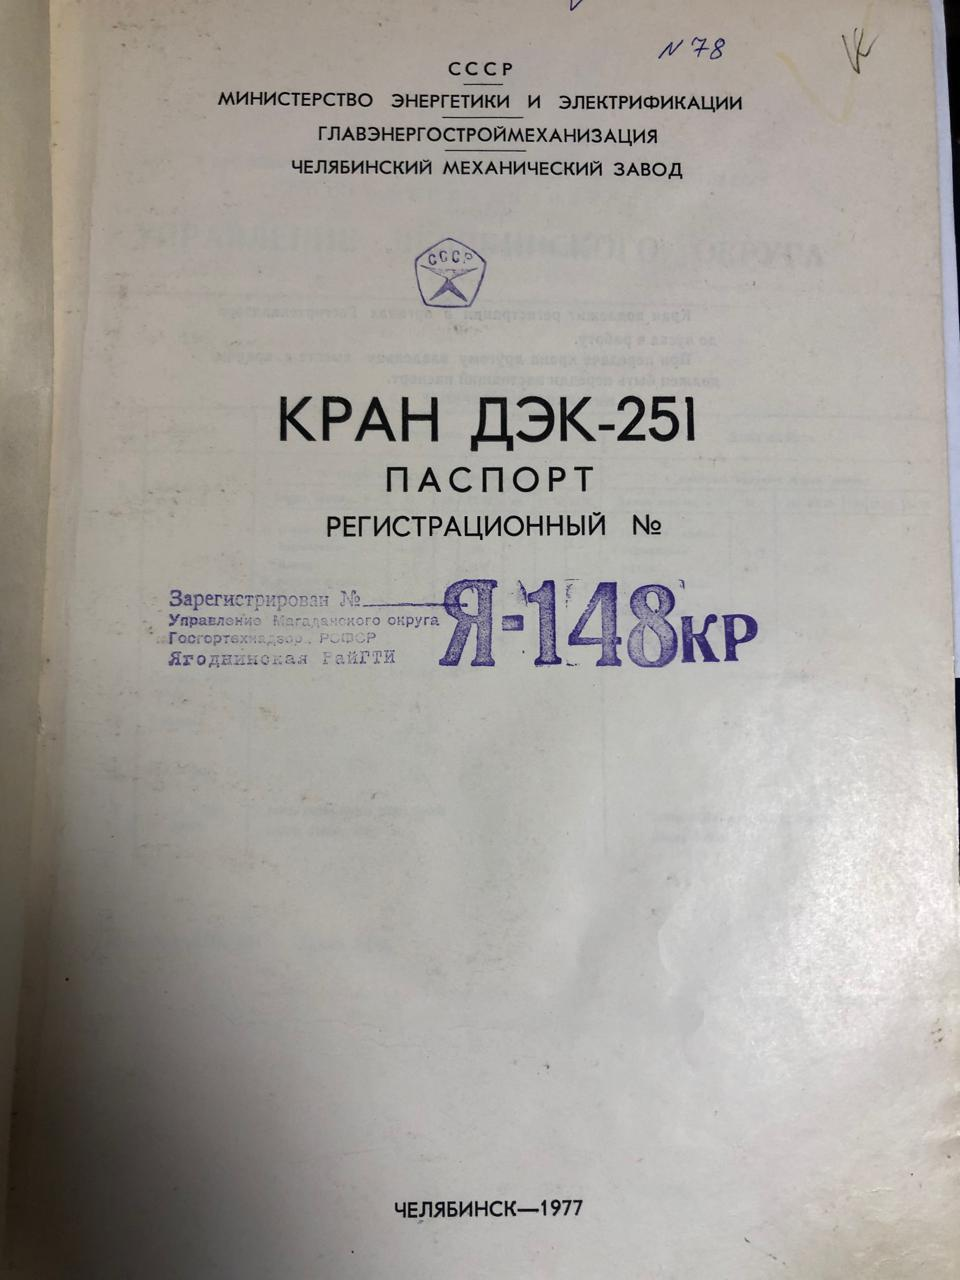 N 78
СССР
МИНИСТЕРСТВО ЭНЕРГЕТИКИ И ЭЛЕКТРИФИКАЦИИ
ГЛАВЭНЕРГОСТРОЙМЕХАНИЗАЦИЯ
ЧЕЛЯБИНСКИЙ МЕХАНИЧЕСКИЙ ЗАВОД
СССР
КРАН ДЭК-251
ПАСПОРТ
РЕГИСТРАЦИОННЫЙ №
Зарегистрирован № Я-148КР
Управление Магаданского округа
Госгортехнадзора РСФСР
Ягоднинская РайГТИ
ЧЕЛЯБИНСК—1977